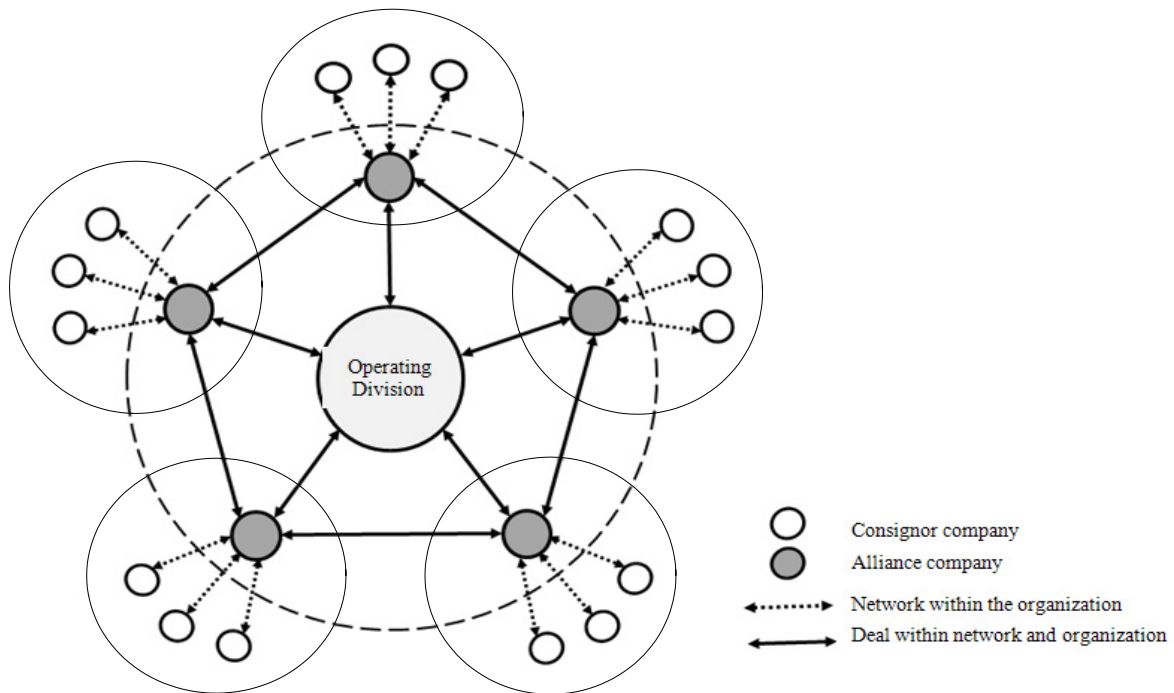 Operating
Division
Consignor company
Alliance company
Network within the organization
Deal within network and organization